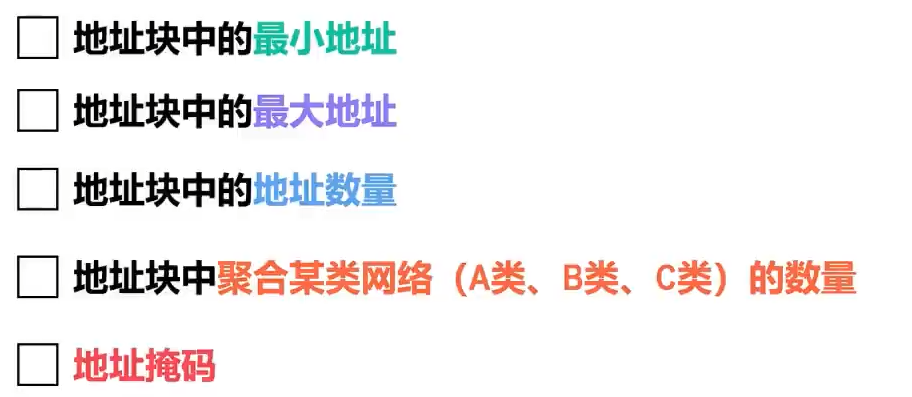 地址块中的最小地址
地址块中的最大地址
地址块中的地址数量
地址块中聚合某类网络（A类、B类、C类）的数量
地址掩码